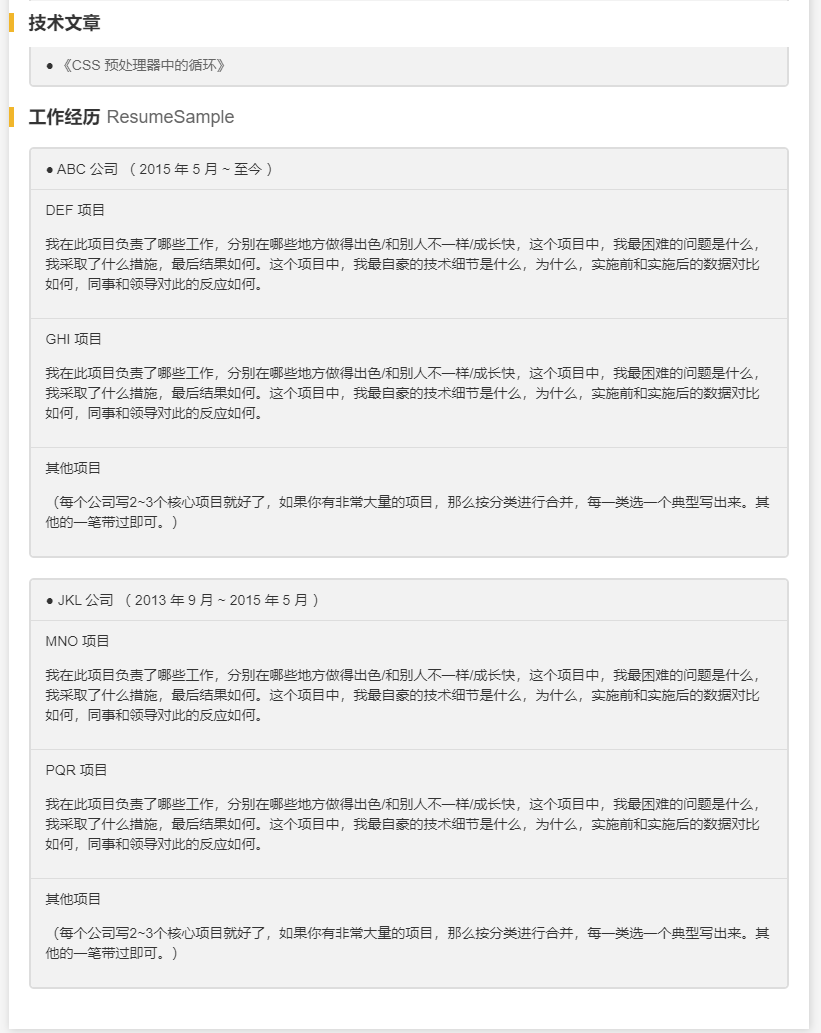 技术文章
● 《CSS 预处理器中的循环》
工作经历 ResumeSample
● ABC 公司 （ 2015 年 5 月 ~ 至今 ）
DEF 项目
我在此项目负责了哪些工作，分别在哪些地方做得出色/和别人不一样/成长快，这个项目中，我最困难的问题是什么，
我采取了什么措施，最后结果如何。这个项目中，我最自豪的技术细节是什么，为什么，实施前和实施后的数据对比
如何，同事和领导对此的反应如何。
GHI 项目
我在此项目负责了哪些工作，分别在哪些地方做得出色/和别人不一样/成长快，这个项目中，我最困难的问题是什么，
我采取了什么措施，最后结果如何。这个项目中，我最自豪的技术细节是什么，为什么，实施前和实施后的数据对比
如何，同事和领导对此的反应如何。
其他项目
（每个公司写2~3个核心项目就好了，如果你有非常大量的项目，那么按分类进行合并，每一类选一个典型写出来。其
他的一笔带过即可。）
● JKL 公司 （ 2013 年 9 月 ~ 2015 年 5 月 ）
MNO 项目
我在此项目负责了哪些工作，分别在哪些地方做得出色/和别人不一样/成长快，这个项目中，我最困难的问题是什么，
我采取了什么措施，最后结果如何。这个项目中，我最自豪的技术细节是什么，为什么，实施前和实施后的数据对比
如何，同事和领导对此的反应如何。
PQR 项目
我在此项目负责了哪些工作，分别在哪些地方做得出色/和别人不一样/成长快，这个项目中，我最困难的问题是什么，
我采取了什么措施，最后结果如何。这个项目中，我最自豪的技术细节是什么，为什么，实施前和实施后的数据对比
如何，同事和领导对此的反应如何。
其他项目
（每个公司写2~3个核心项目就好了，如果你有非常大量的项目，那么按分类进行合并，每一类选一个典型写出来。其
他的一笔带过即可。）